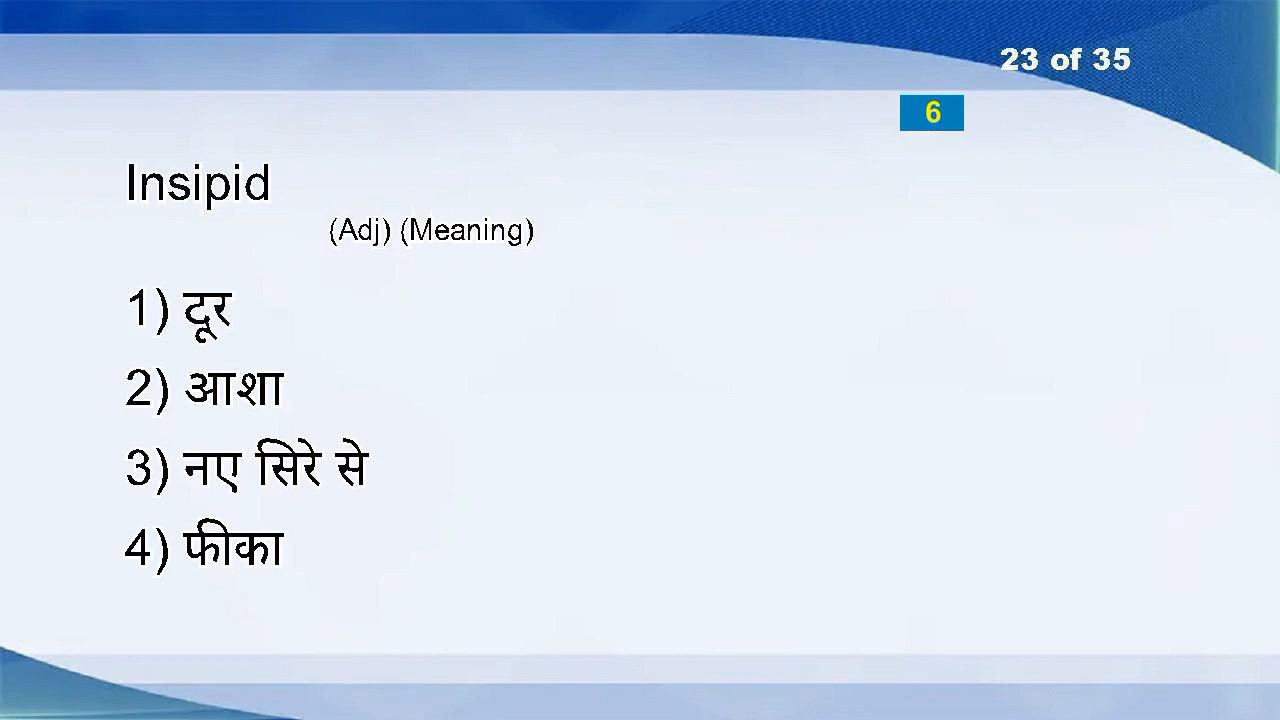 23 of 35
6
Insipid
(Adj) (Meaning)
1) दूर
2) आशा
3) नए सिरे से
4) फीका